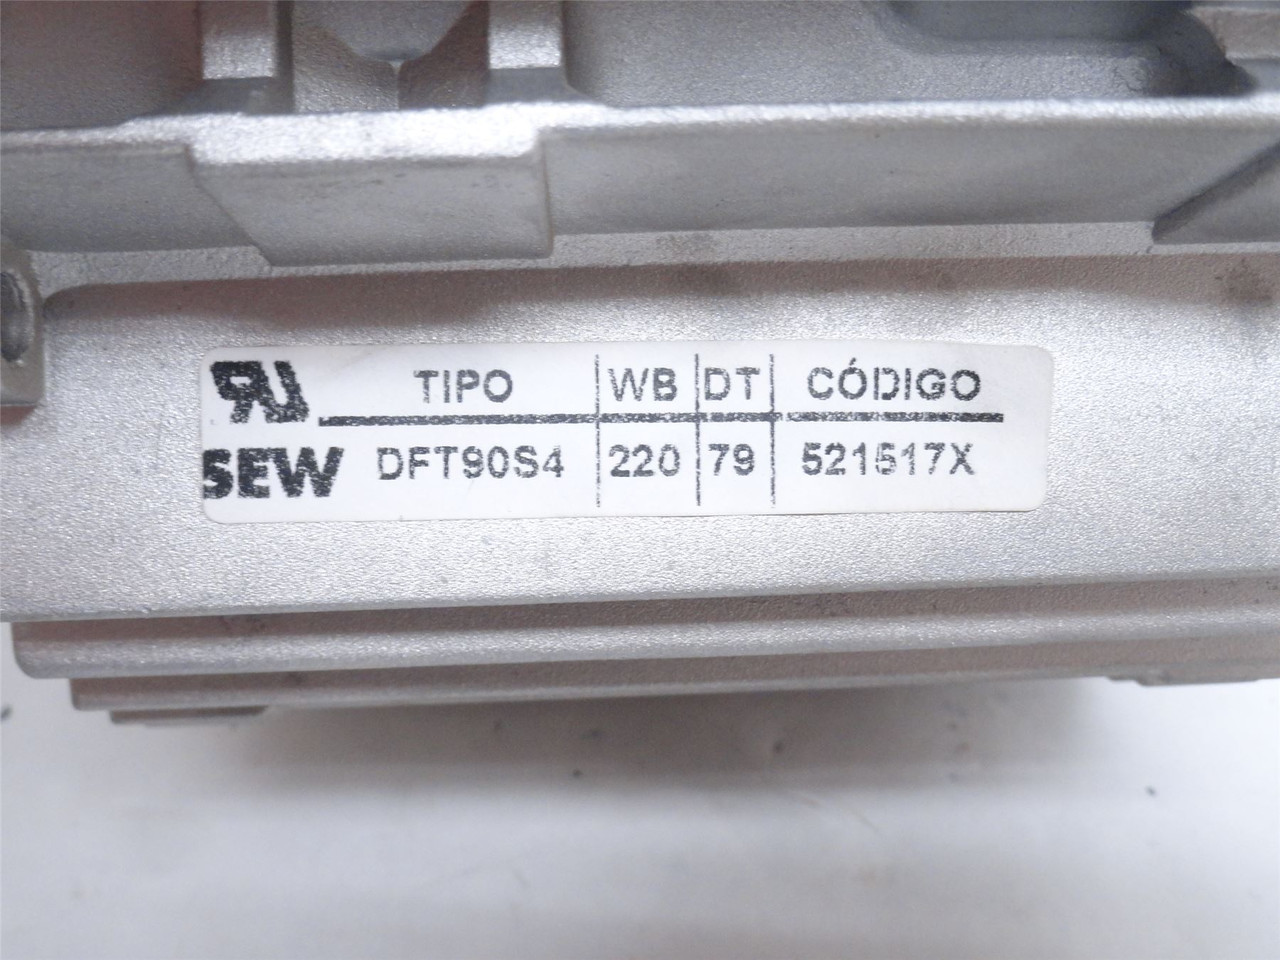 TIPO WB DT CÓDIGO
SEW DFT90S4 220 79 521517X